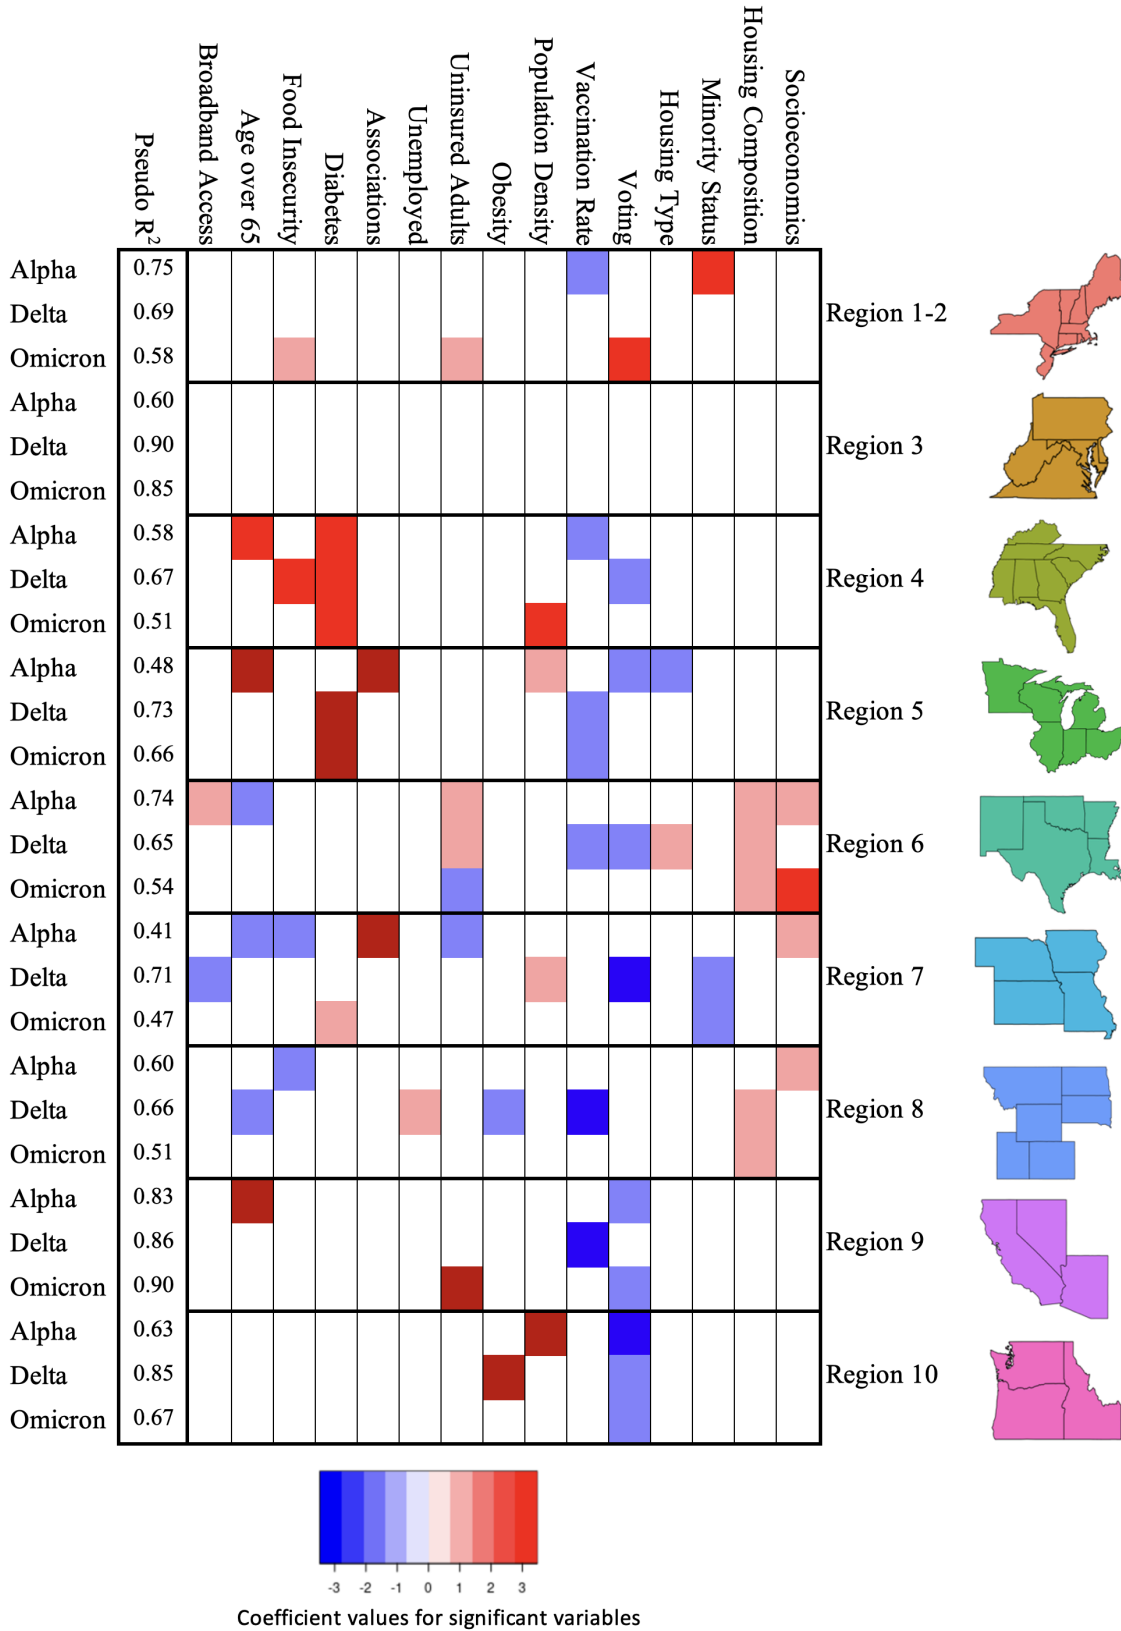 Pseudo R²
Broadband Access
Age over 65
Food Insecurity
Diabetes
Associations
Unemployed
Uninsured Adults
Obesity
Population Density
Vaccination Rate
Voting
Housing Type
Minority Status
Housing Composition
Socioeconomics
Alpha 0.75
Delta 0.69 Region 1-2
Omicron 0.58
Alpha 0.60
Delta 0.90 Region 3
Omicron 0.85
Alpha 0.58
Delta 0.67 Region 4
Omicron 0.51
Alpha 0.48
Delta 0.73 Region 5
Omicron 0.66
Alpha 0.74
Delta 0.65 Region 6
Omicron 0.54
Alpha 0.41
Delta 0.71 Region 7
Omicron 0.47
Alpha 0.60
Delta 0.66 Region 8
Omicron 0.51
Alpha 0.83
Delta 0.86 Region 9
Omicron 0.90
Alpha 0.63
Delta 0.85 Region 10
Omicron 0.67
-3 -2 -1 0 1 2 3
Coefficient values for significant variables